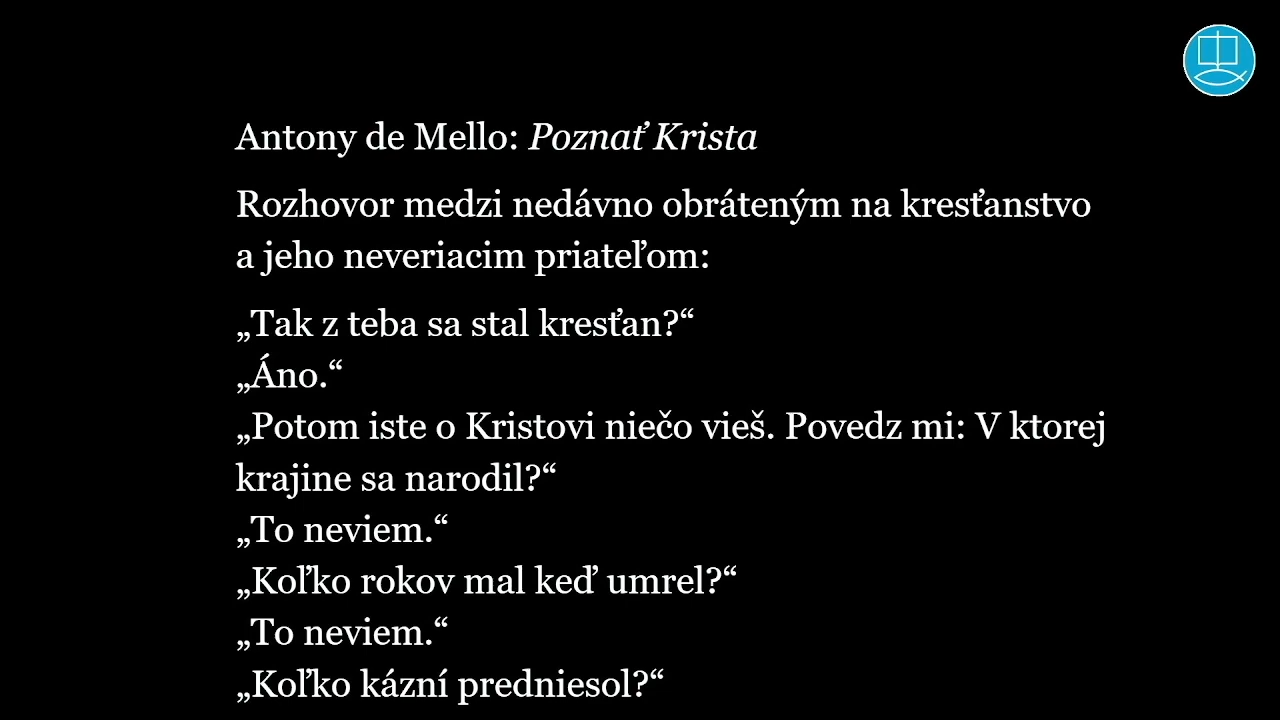 Antony de Mello: Poznať Krista
Rozhovor medzi nedávno obráteným na kresťanstvo
a jeho neveriacim priateľom:
„Tak z teba sa stal kresťan?“
„Áno.“
„Potom iste o Kristovi niečo vieš. Povedz mi: V ktorej
krajine sa narodil?“
„To neviem.“
„Koľko rokov mal keď umrel?“
„To neviem.“
„Koľko kázní predniesol?“